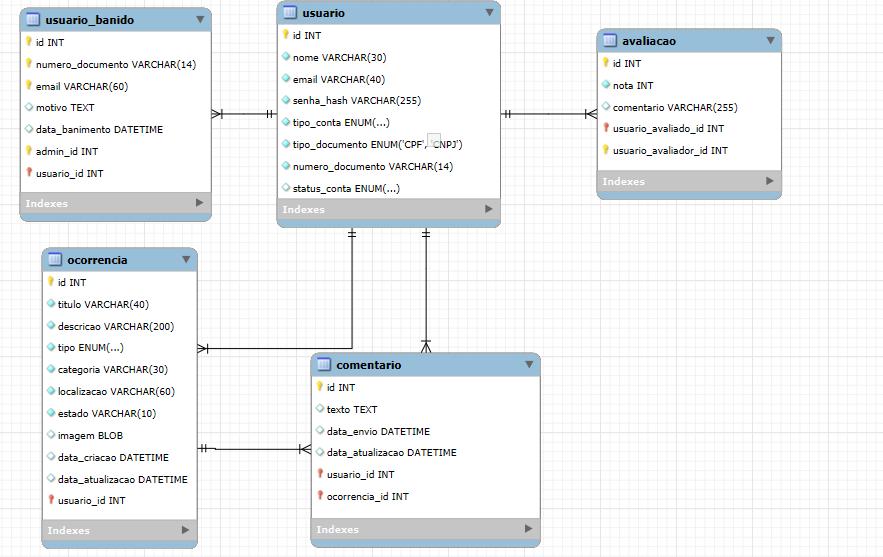 usuario_banido
id INT
numero_documento VARCHAR(14)
email VARCHAR(60)
motivo TEXT
data_banimento DATETIME
admin_id INT
usuario_id INT
Indexes
usuario
id INT
nome VARCHAR(30)
email VARCHAR(40)
senha_hash VARCHAR(255)
tipo_conta ENUM(...)
tipo_documento ENUM('CPF', 'CNPJ')
numero_documento VARCHAR(14)
status_conta ENUM(...)
Indexes
avaliacao
id INT
nota INT
comentario VARCHAR(255)
usuario_avaliado_id INT
usuario_avaliador_id INT
Indexes
ocorrencia
id INT
titulo VARCHAR(40)
descricao VARCHAR(200)
tipo ENUM(...)
categoria VARCHAR(30)
localizacao VARCHAR(60)
estado VARCHAR(10)
imagem BLOB
data_criacao DATETIME
data_atualizacao DATETIME
usuario_id INT
Indexes
comentario
id INT
texto TEXT
data_envio DATETIME
data_atualizacao DATETIME
usuario_id INT
ocorrencia_id INT
Indexes